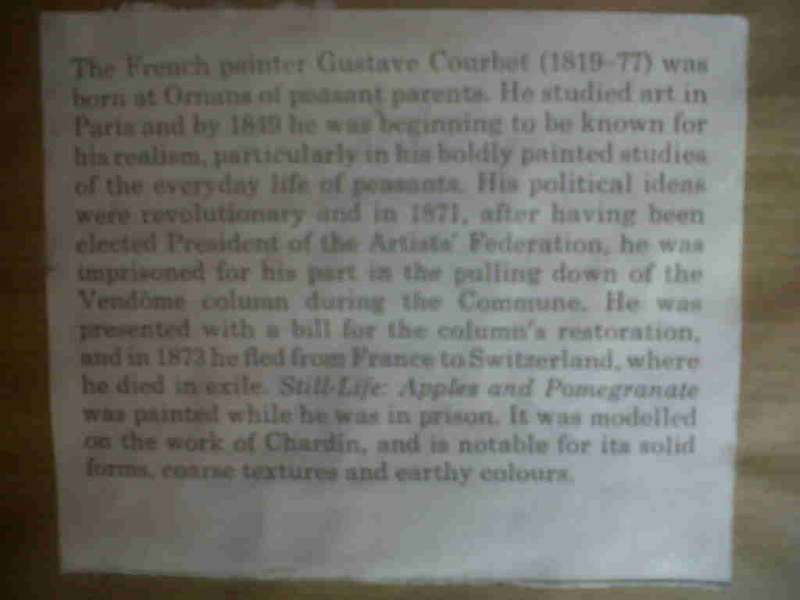 The French painter Gustave Courbet (1819–77) was
born at Ornans of peasant parents. He studied art in
Paris and by 1849 he was beginning to be known for
his realism, particularly in his boldly painted studies
of the everyday life of peasants. His political ideas
were revolutionary and in 1871, after having been
elected President of the Artists' Federation, he was
imprisoned for his part in the pulling down of the
Vendôme column during the Commune. He was
presented with a bill for the column's restoration,
and in 1873 he fled from France to Switzerland, where
he died in exile. Still-Life: Apples and Pomegranate
was painted while he was in prison. It was modelled
on the work of Chardin, and is notable for its solid
forms, coarse textures and earthy colours.